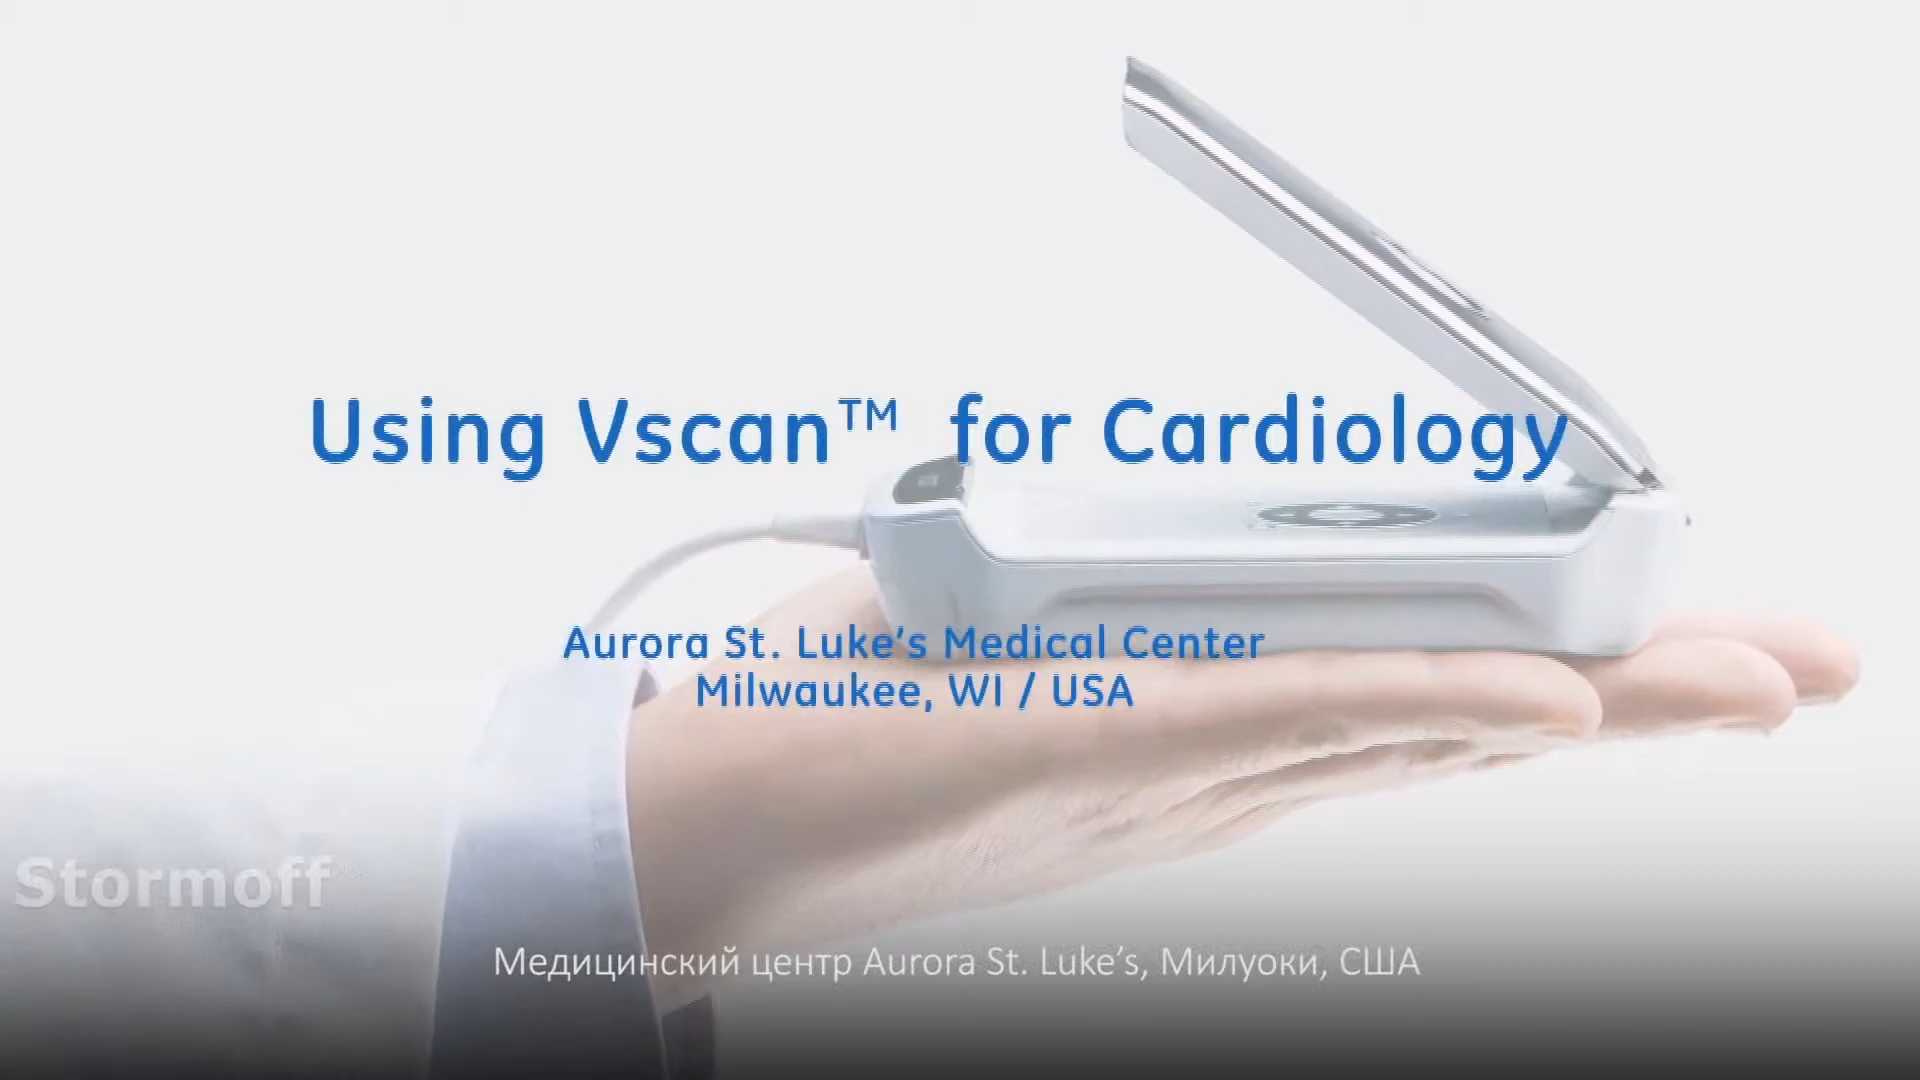 Using Vscan™ for Cardiology
Aurora St. Luke's Medical Center
Milwaukee, WI / USA
Stormoff
Медицинский центр Aurora St. Luke’s, Милуоки, США